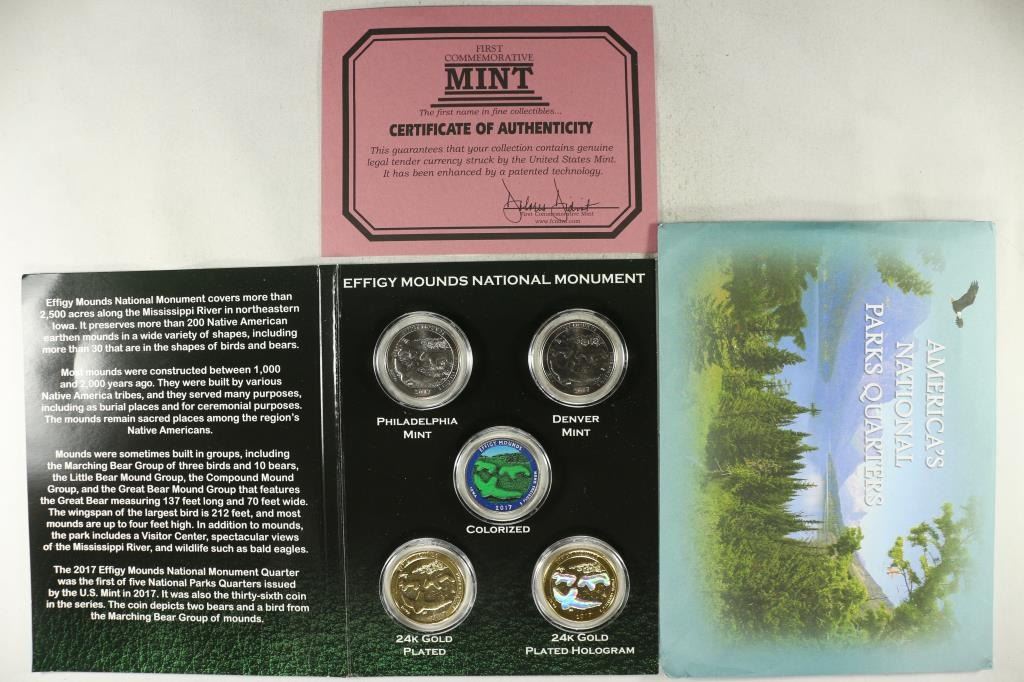 FIRST
COMMEMORATIVE
MINT
The first name in fine collectibles...
CERTIFICATE OF AUTHENTICITY
This guarantees that your collection contains genuine
legal tender currency struck by the United States Mint.
It has been enhanced by a patented technology.
First Commemorative Mint
Effigy Mounds National Monument covers more than
2,500 acres along the Mississippi River in northeastern
Iowa. It preserves more than 200 Native American
earthen mounds in a wide variety of shapes, including
more than 30 that are in the shapes of birds and bears.
Most mounds were constructed between 1,000
and 2,000 years ago. They were built by various
Native America tribes, and they served many purposes,
including as burial places and for ceremonial purposes.
The mounds remain sacred places among the region's
Native Americans.
Mounds were sometimes built in groups, including
the Marching Bear Group of three birds and 10 bears,
the Little Bear Mound Group, the Compound Mound
Group, and the Great Bear Mound Group that features
the Great Bear measuring 137 feet long and 70 feet wide.
The wingspan of the largest bird is 212 feet, and most
mounds are up to four feet high. In addition to mounds,
the park includes a Visitor Center, spectacular views
of the Mississippi River, and wildlife such as bald eagles.
The 2017 Effigy Mounds National Monument Quarter
was the first of five National Parks Quarters issued
by the U.S. Mint in 2017. It was also the thirty-sixth coin
in the series. The coin depicts two bears and a bird from
the Marching Bear Group of mounds.
EFFIGY MOUNDS NATIONAL MONUMENT
PHILADELPHIA
MINT
DENVER
MINT
EFFIGY MOUNDS
IOWA
2017
E PLURIBUS UNUM
COLORIZED
24K GOLD
PLATED
24K GOLD
PLATED HOLOGRAM
AMERICA'S
NATIONAL
PARKS QUARTERS